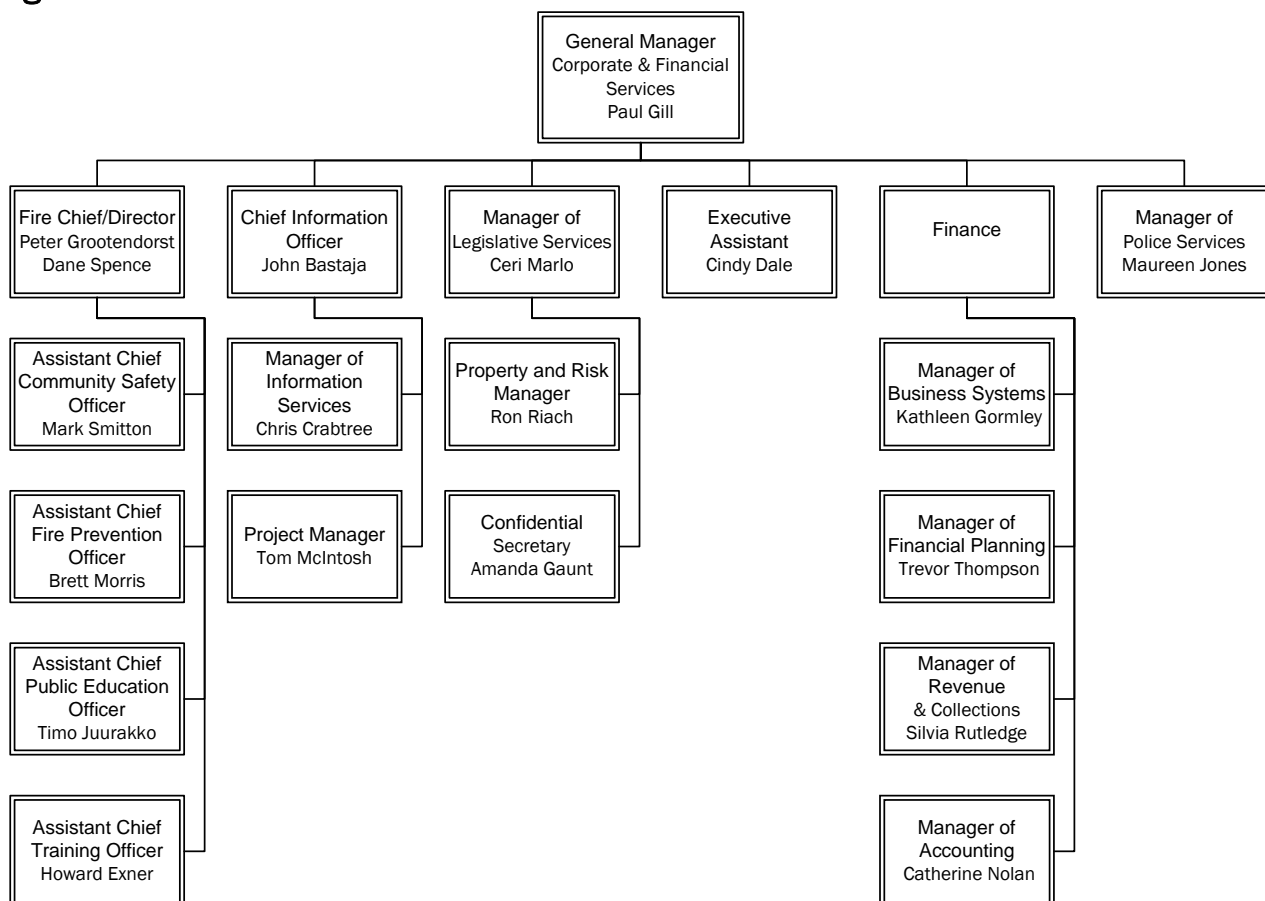 g
General Manager
Corporate & Financial
Services
Paul Gill
Fire Chief/Director
Peter Grootendorst
Dane Spence
Chief Information
Officer
John Bastaja
Manager of
Legislative Services
Ceri Marlo
Executive
Assistant
Cindy Dale
Finance
Manager of
Police Services
Maureen Jones
Assistant Chief
Community Safety
Officer
Mark Smitton
Manager of
Information
Services
Chris Crabtree
Property and Risk
Manager
Ron Riach
Manager of
Business Systems
Kathleen Gormley
Assistant Chief
Fire Prevention
Officer
Brett Morris
Project Manager
Tom McIntosh
Confidential
Secretary
Amanda Gaunt
Manager of
Financial Planning
Trevor Thompson
Assistant Chief
Public Education
Officer
Timo Juurakko
Manager of
Revenue
& Collections
Silvia Rutledge
Assistant Chief
Training Officer
Howard Exner
Manager of
Accounting
Catherine Nolan